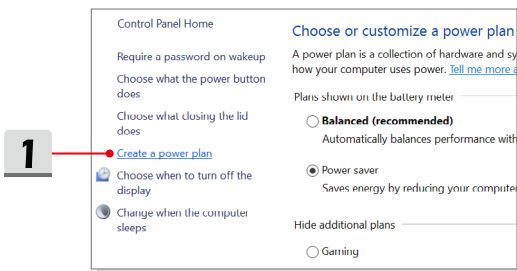 Control Panel Home
Require a password on wakeup
Choose what the power button
does
Choose what closing the lid
does
Create a power plan
Choose when to turn off the
display
Change when the computer
sleeps
1
Choose or customize a power plan
A power plan is a collection of hardware and sy
how your computer uses power. Tell me more a
Plans shown on the battery meter
Balanced (recommended)
Automatically balances performance with
Power saver
Saves energy by reducing your compute
Hide additional plans
Gaming